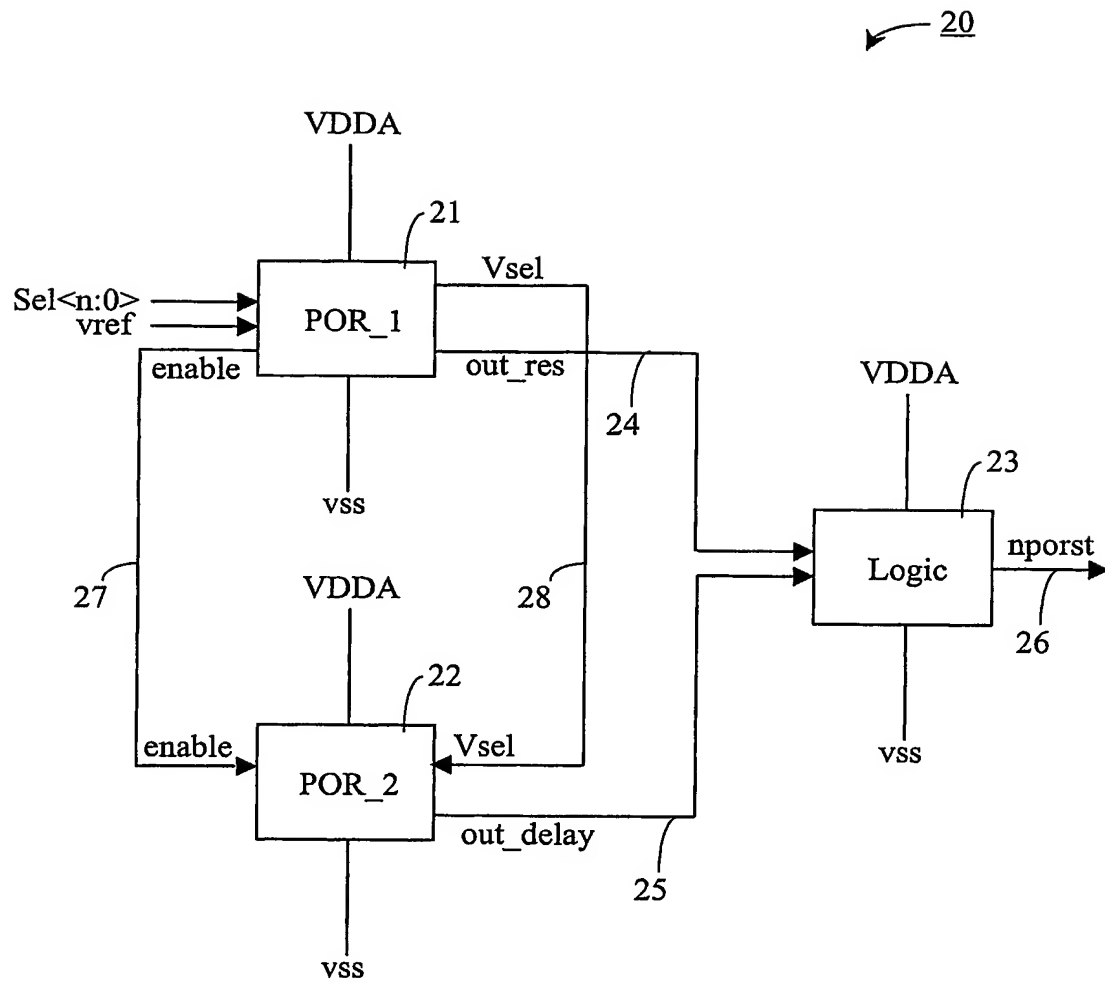 20
VDDA
21
Vsel
Sel<n:0>
vref
POR_1
enable
out_res
24
VDDA
vss
23
nporst
Logic
27
VDDA
28
26
22
enable
Vsel
vss
POR_2
out_delay
25
vss